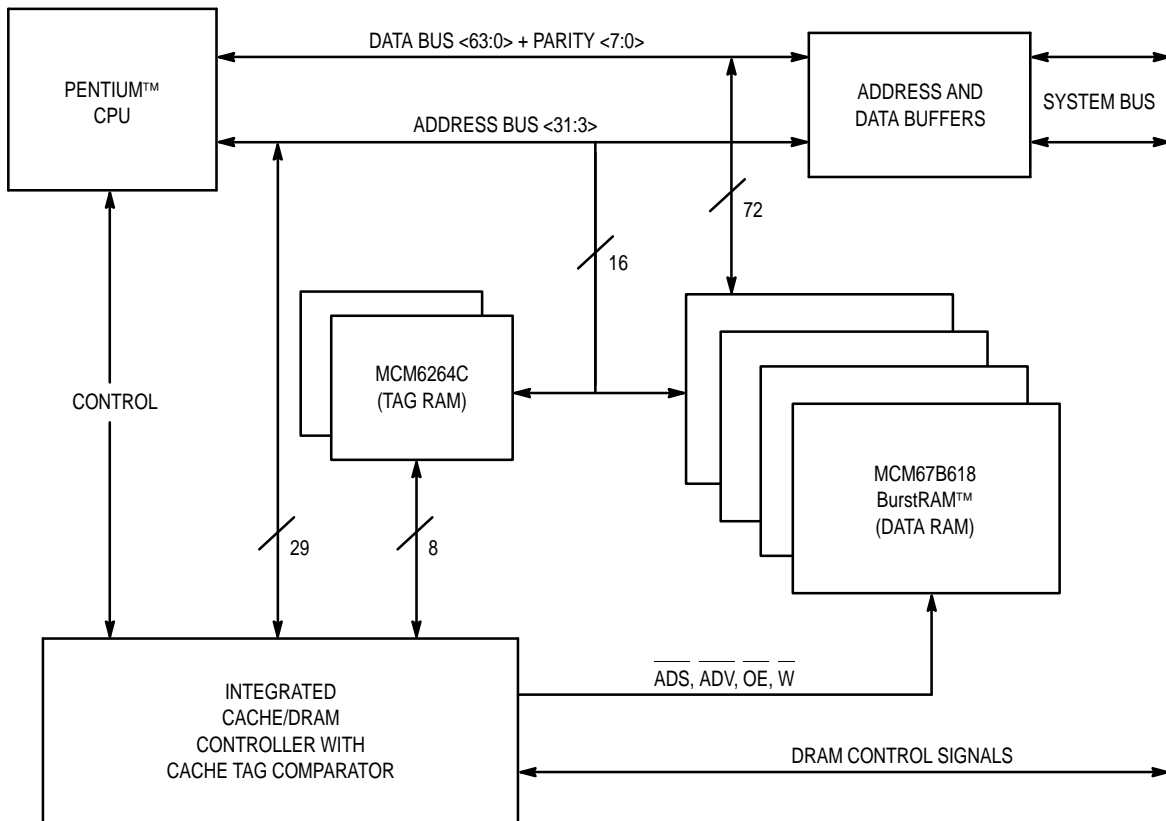 DATA BUS <63:0> + PARITY <7:0>
PENTIUM™
CPU
ADDRESS AND
DATA BUFFERS
SYSTEM BUS
ADDRESS BUS <31:3>
72
16
MCM6264C
(TAG RAM)
CONTROL
MCM67B618
BurstRAM™
(DATA RAM)
29
8
ADS, ADV, OE, W
INTEGRATED
CACHE/DRAM
CONTROLLER WITH
CACHE TAG COMPARATOR
DRAM CONTROL SIGNALS